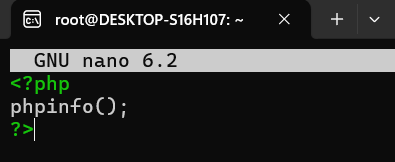 root@DESKTOP-S16H107: ~
GNU nano 6.2
<?php
phpinfo();
?>